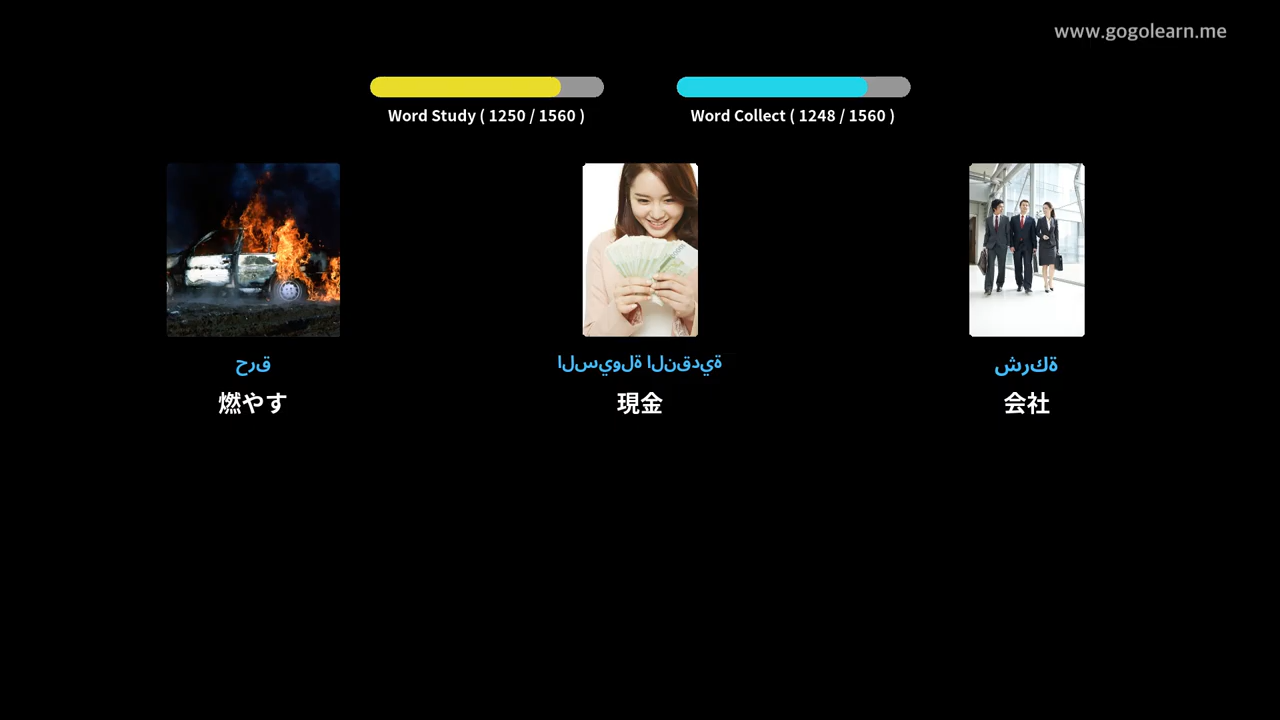 www.gogolearn.me
Word Study ( 1250 / 1560 )
Word Collect ( 1248 / 1560 )
حرق
السيولة النقدية
شركة
燃やす
現金
会社